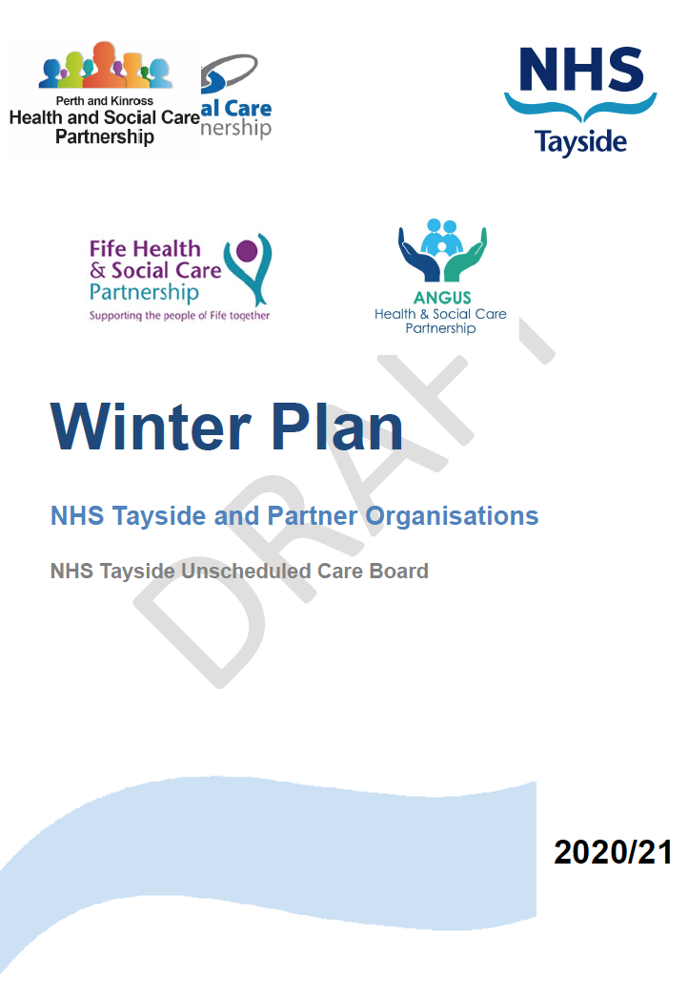 Perth and Kinross
Health and Social Care
Partnership
al Care
nership
NHS
Tayside
Fife Health
& Social Care
Partnership
Supporting the people of Fife together
ANGUS
Health & Social Care
Partnership
DRAFT
Winter Plan
NHS Tayside and Partner Organisations
NHS Tayside Unscheduled Care Board
2020/21